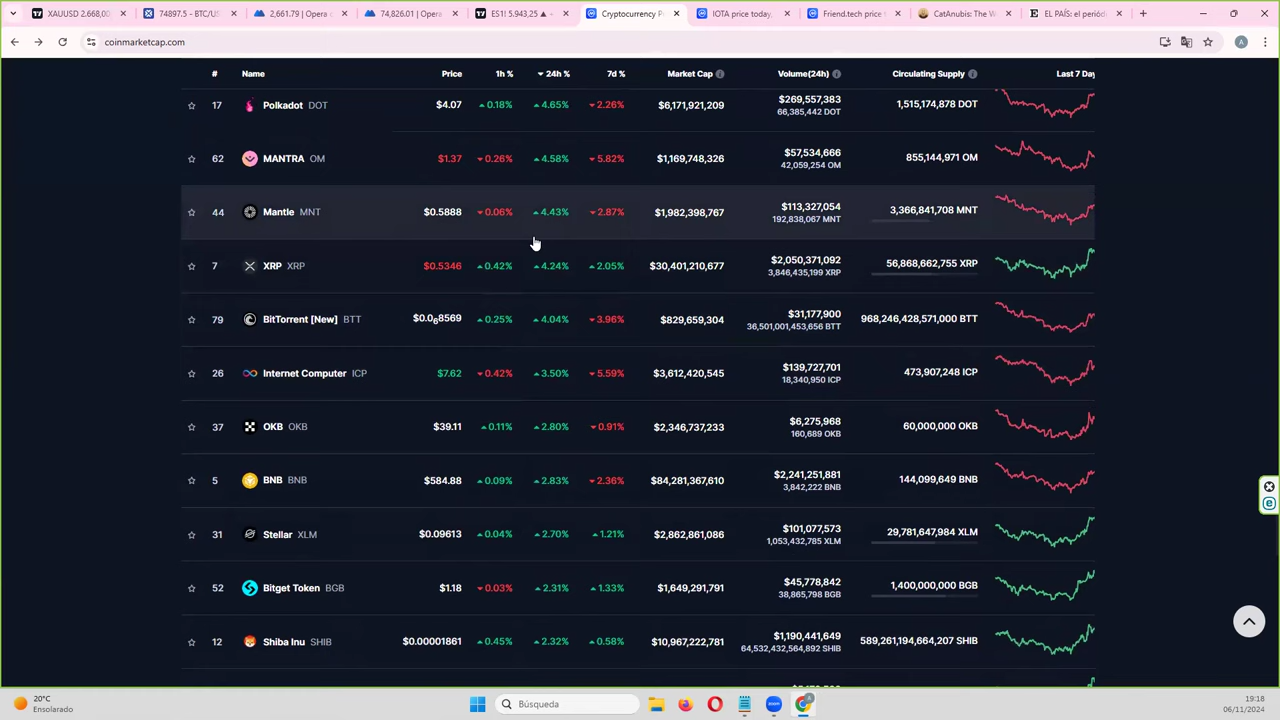 XAUUSD 2.668.00
74897.5 – BTC/US
2,661.79 | Opere
74,826.01 | Oper
ES1! 5.943,25 ▲ -
Cryptocurrency P
IOTA price today,
Friendtech price t
CatAnubis: The W
EL PAÍS: el periód
coinmarketcap.com
A
# Name Price 1h % 24h % 7d % Market Cap Volume(24h) Circulating Supply Last 7 Day
17 Polkadot DOT $4.07 0.18% 4.65% 2.26% $6,171,921,209 $269,557,383 1,515,174,878 DOT
66,385,442 DOT
62 MANTRA OM $1.37 0.26% 4.58% 5.82% $1,169,748,326 $57,534,666 855,144,971 OM
42,059,254 OM
44 Mantle MNT $0.5888 0.06% 4.43% 2.87% $1,982,398,767 $113,327,054 3,366,841,708 MNT
192,838,067 MNT
7 XRP XRP $0.5346 0.42% 4.24% 2.05% $30,401,210,677 $2,050,371,092 56,868,662,755 XRP
3,846,435,199 XRP
79 BitTorrent [New] BTT $0.0₆8569 0.25% 4.04% 3.96% $829,659,304 $31,177,900 968,246,428,571,000 BTT
36,501,001,453,656 BTT
26 Internet Computer ICP $7.62 0.42% 3.50% 5.59% $3,612,420,545 $139,727,701 473,907,248 ICP
18,340,950 ICP
37 OKB OKB $39.11 0.11% 2.80% 0.91% $2,346,737,233 $6,275,968 60,000,000 OKB
160,689 OKB
5 BNB BNB $584.88 0.09% 2.83% 2.36% $84,281,367,610 $2,241,251,881 144,099,649 BNB
3,842,222 BNB
31 Stellar XLM $0.09613 0.04% 2.70% 1.21% $2,862,861,086 $101,077,573 29,781,647,984 XLM
1,053,432,785 XLM
52 Bitget Token BGB $1.18 0.03% 2.31% 1.33% $1,649,291,791 $45,778,842 1,400,000,000 BGB
38,865,798 BGB
12 Shiba Inu SHIB $0.00001861 0.45% 2.32% 0.58% $10,967,222,781 $1,190,441,649 589,261,194,664,207 SHIB
64,532,432,564,892 SHIB
20°C
Ensolarado
Búsqueda
zoom
19:18
06/11/2024